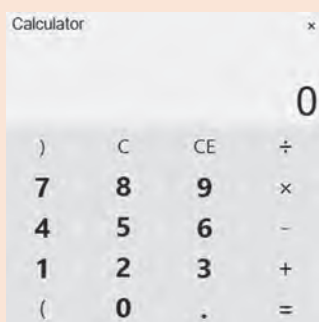 Calculator ×
0
) C CE ÷
7 8 9 ×
4 5 6 -
1 2 3 +
( 0 . =